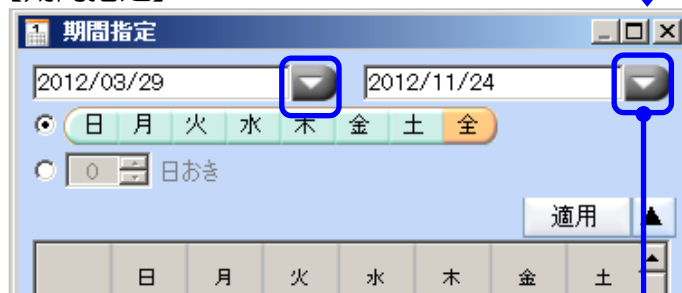 期間指定
2012/03/29 2012/11/24
日 月 火 水 木 金 土 全
0 日おき
適用 ▲
日 月 火 水 木 金 土